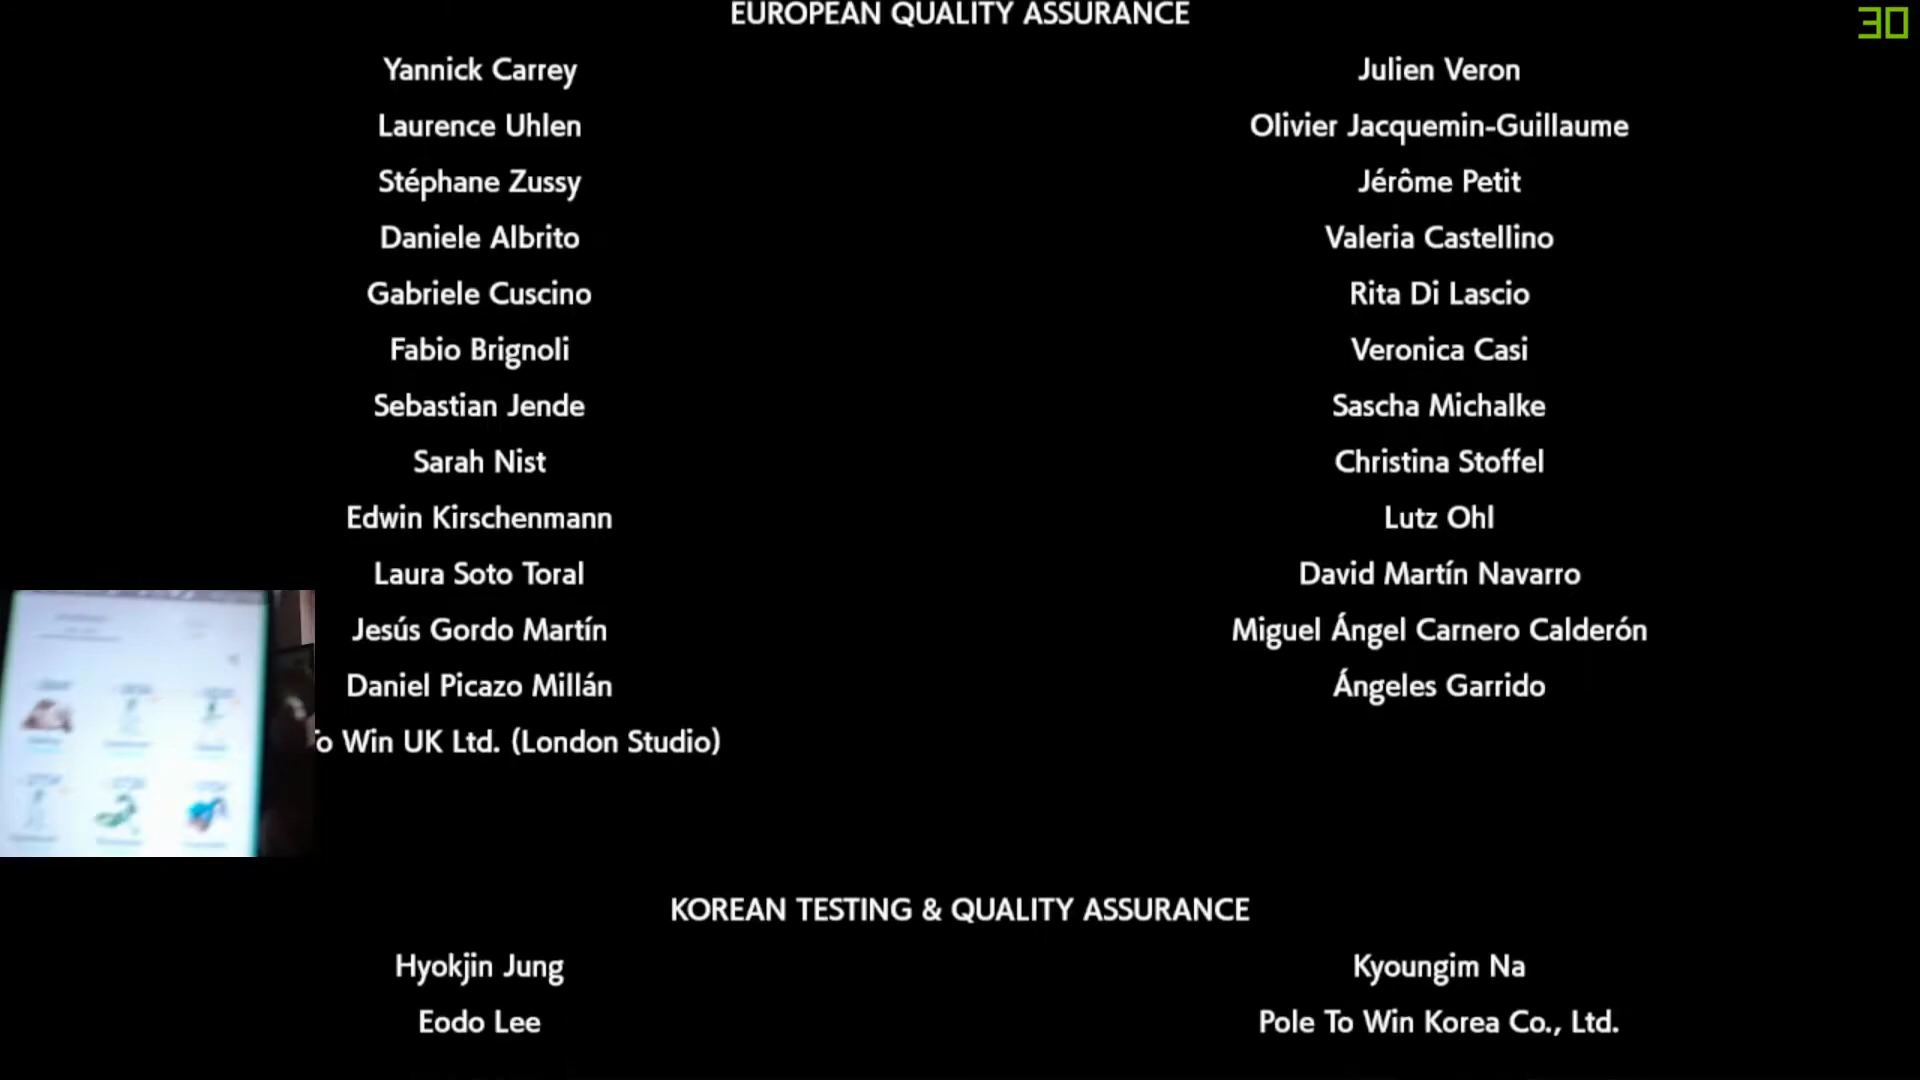 EUROPEAN QUALITY ASSURANCE
30
Yannick Carrey
Julien Veron
Laurence Uhlen
Olivier Jacquemin-Guillaume
Stéphane Zussy
Jérôme Petit
Daniele Albrito
Valeria Castellino
Gabriele Cuscino
Rita Di Lascio
Fabio Brignoli
Veronica Casi
Sebastian Jende
Sascha Michalke
Sarah Nist
Christina Stoffel
Edwin Kirschenmann
Lutz Ohl
Laura Soto Toral
David Martín Navarro
Jesús Gordo Martín
Miguel Ángel Carnero Calderón
Daniel Picazo Millán
Ángeles Garrido
To Win UK Ltd. (London Studio)
KOREAN TESTING & QUALITY ASSURANCE
Hyokjin Jung
Kyoungim Na
Eodo Lee
Pole To Win Korea Co., Ltd.